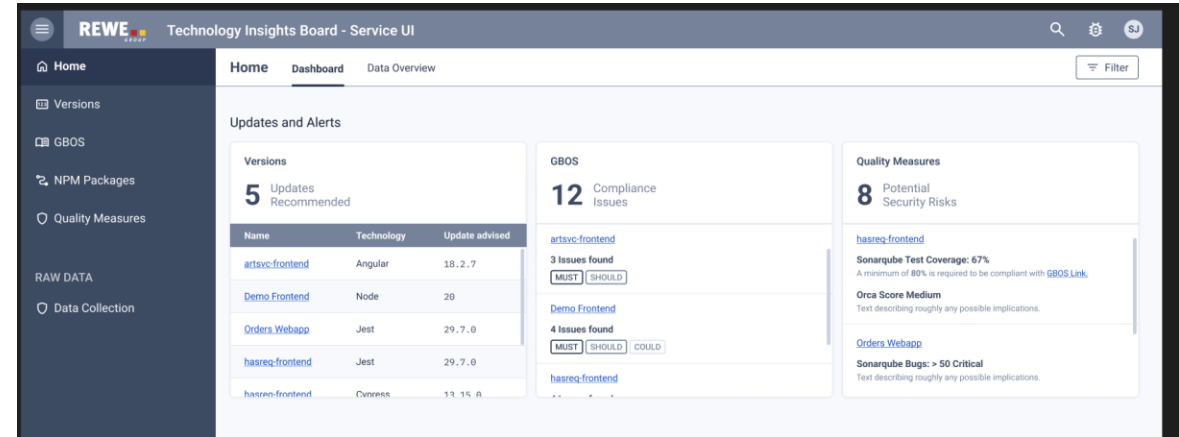 REWE
GROUP
Technology Insights Board - Service UI
SJ
Home
Versions
GBOS
NPM Packages
Quality Measures
RAW DATA
Data Collection
Home
Dashboard
Data Overview
Filter
Updates and Alerts
Versions
5 Updates
Recommended
Name Technology Update advised
artsvc-frontend Angular 18.2.7
Demo Frontend Node 20
Orders Webapp Jest 29.7.0
hasreq-frontend Jest 29.7.0
hasreq-frontend Cypress 13.15.0
GBOS
12 Compliance
Issues
artsvc-frontend
3 Issues found
MUST SHOULD
Demo Frontend
4 Issues found
MUST SHOULD COULD
hasreq-frontend
Quality Measures
8 Potential
Security Risks
hasreq-frontend
Sonarqube Test Coverage: 67%
A minimum of 80% is required to be compliant with GBOS Link.
Orca Score Medium
Text describing roughly any possible implications.
Orders Webapp
Sonarqube Bugs: > 50 Critical
Text describing roughly any possible implications.